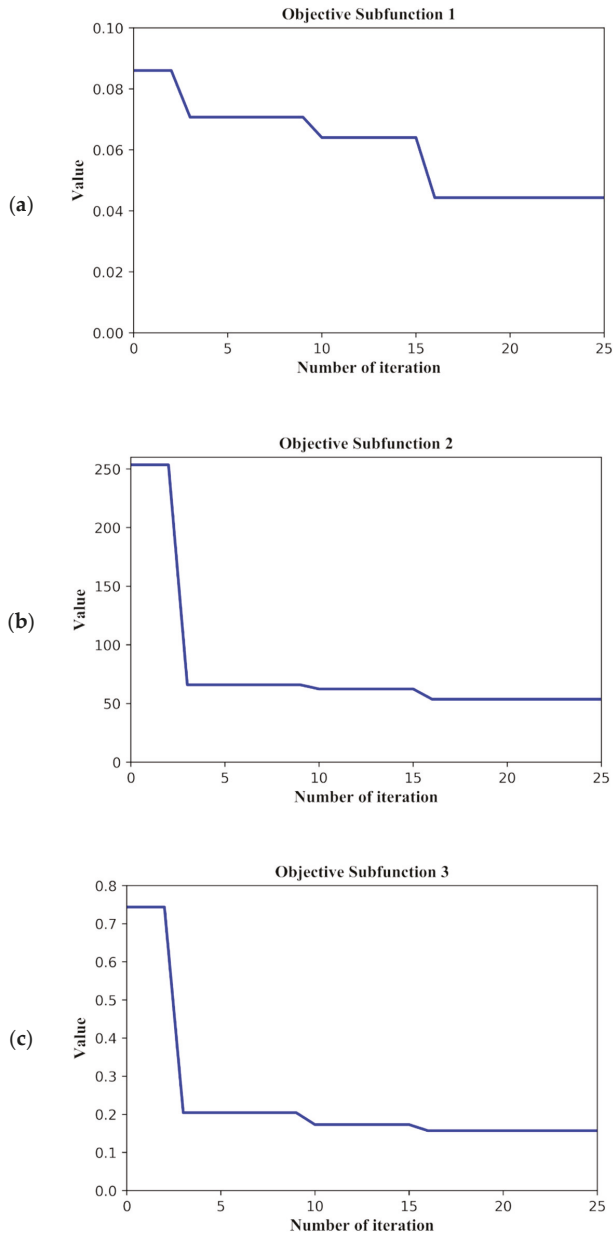 Objective Subfunction 1
0.10
0.08
0.06
0.04
0.02
0.00
Value
(a)
0 5 10 15 20 25
Number of iteration
Objective Subfunction 2
250
200
150
100
50
0
Value
(b)
0 5 10 15 20 25
Number of iteration
Objective Subfunction 3
0.8
0.7
0.6
0.5
0.4
0.3
0.2
0.1
0.0
Value
(c)
0 5 10 15 20 25
Number of iteration